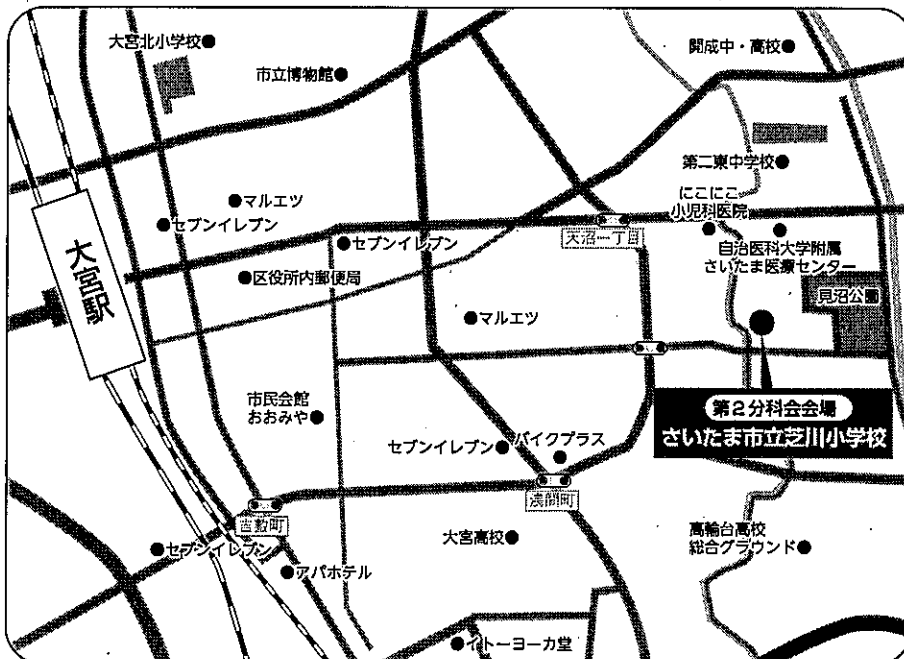 大宮北小学校
市立博物館
開成中・高校
第二東中学校
マルエツ
セブンイレブン
にこにこ
小児科医院
天沼一丁目
セブンイレブン
自治医科大学附属
さいたま医療センター
大宮駅
区役所内郵便局
見沼公園
マルエツ
市民会館
おおみや
第2分科会会場
さいたま市立芝川小学校
セブンイレブン
バイクプラス
浅間町
吉敷町
大宮高校
高輪台高校
総合グラウンド
セブンイレブン
アパホテル
イトーヨーカ堂